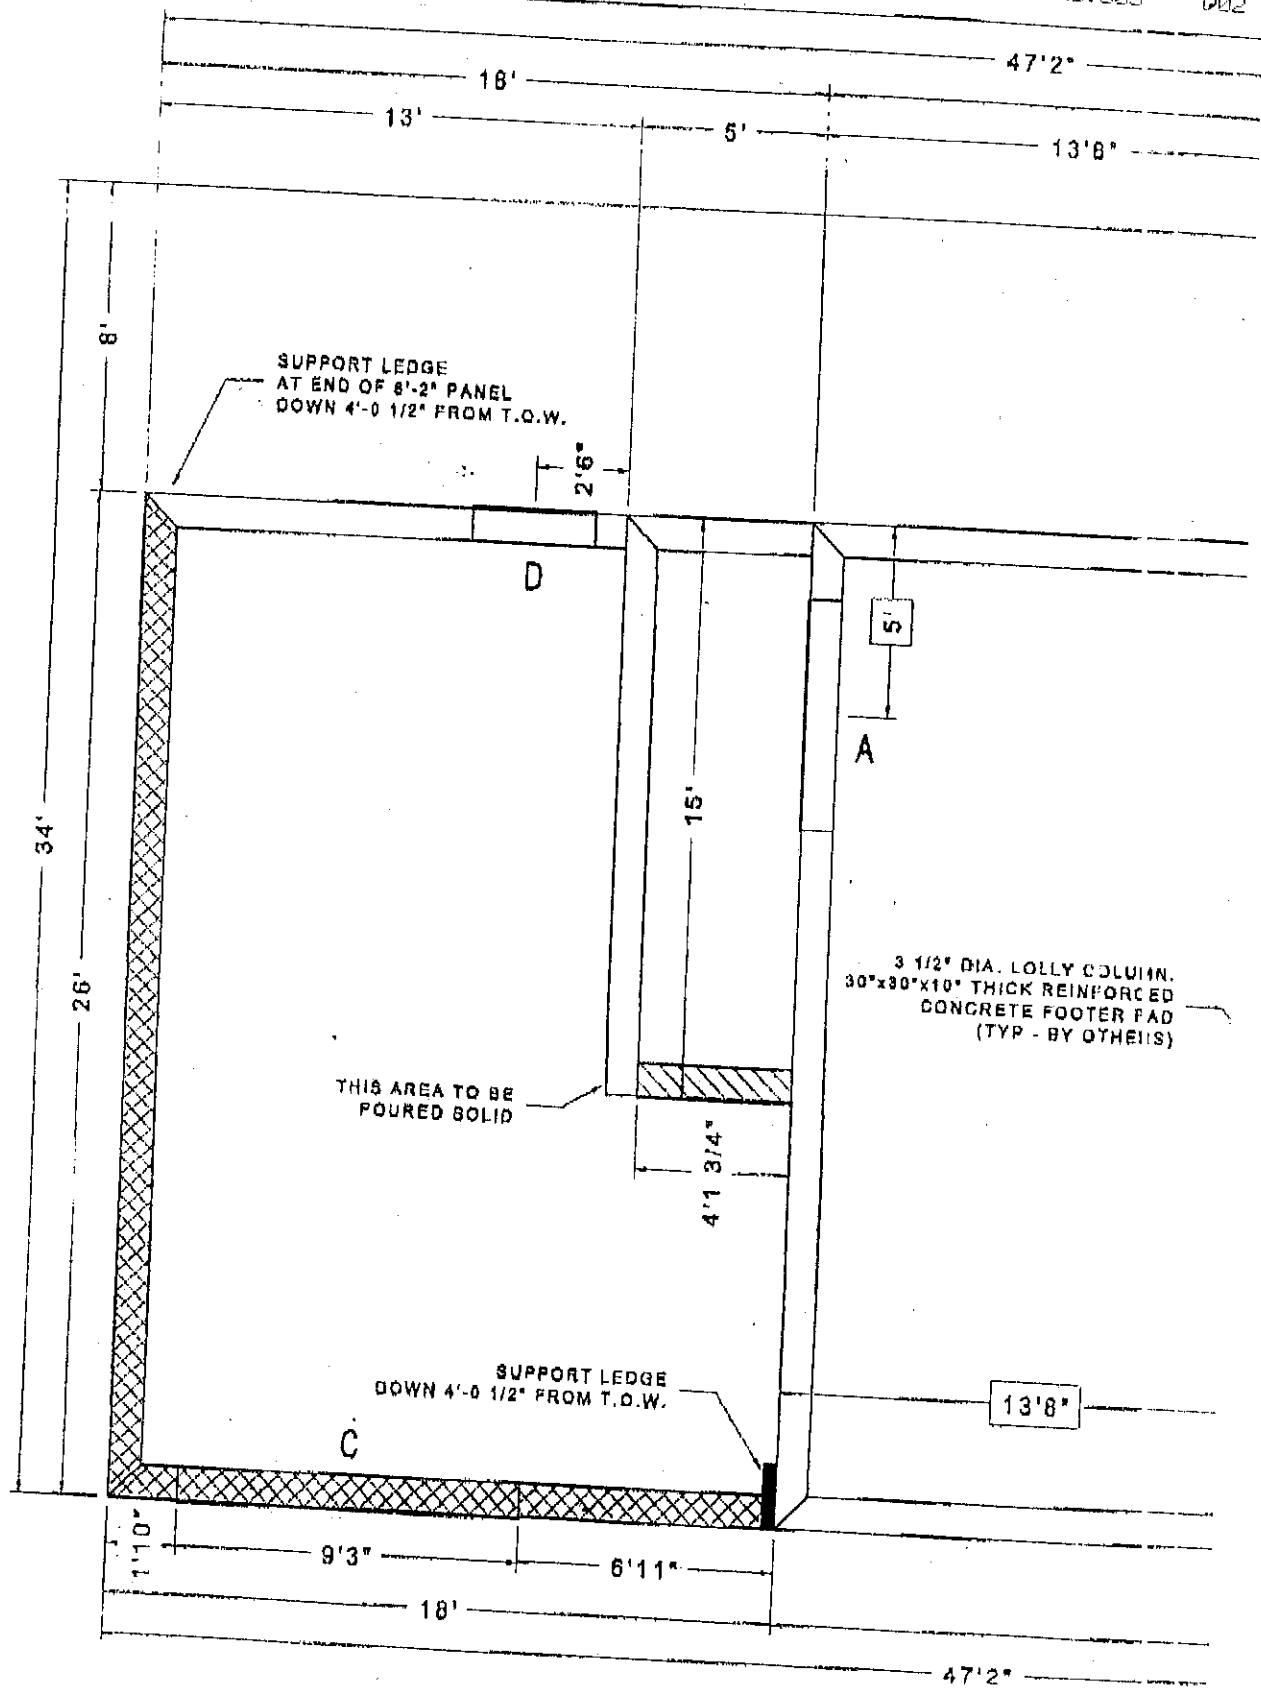 47'2"
18'
13'
5'
13'8"
8'
SUPPORT LEDGE
AT END OF 8'-2" PANEL
DOWN 4'-0 1/2" FROM T.O.W.
2'6"
D
5'
A
15'
34'
26'
3 1/2" DIA. LOLLY COLUMN.
30"x30"x10" THICK REINFORCED
CONCRETE FOOTER PAD
(TYP - BY OTHERS)
THIS AREA TO BE
POURED SOLID
4'1 3/4"
SUPPORT LEDGE
DOWN 4'-0 1/2" FROM T.O.W.
13'8"
C
1'10"
9'3"
6'11"
18'
47'2"